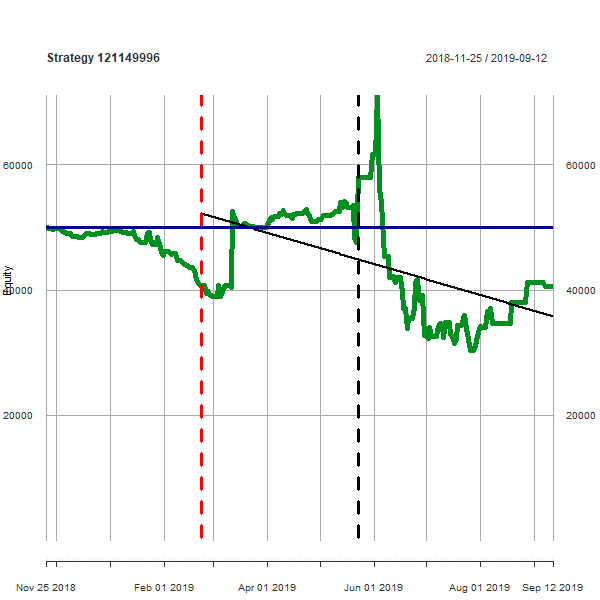 Strategy 121149996 2018-11-25 / 2019-09-12
60000 60000
Equity
40000 40000
20000 20000
Nov 25 2018 Feb 01 2019 Apr 01 2019 Jun 01 2019 Aug 01 2019 Sep 12 2019